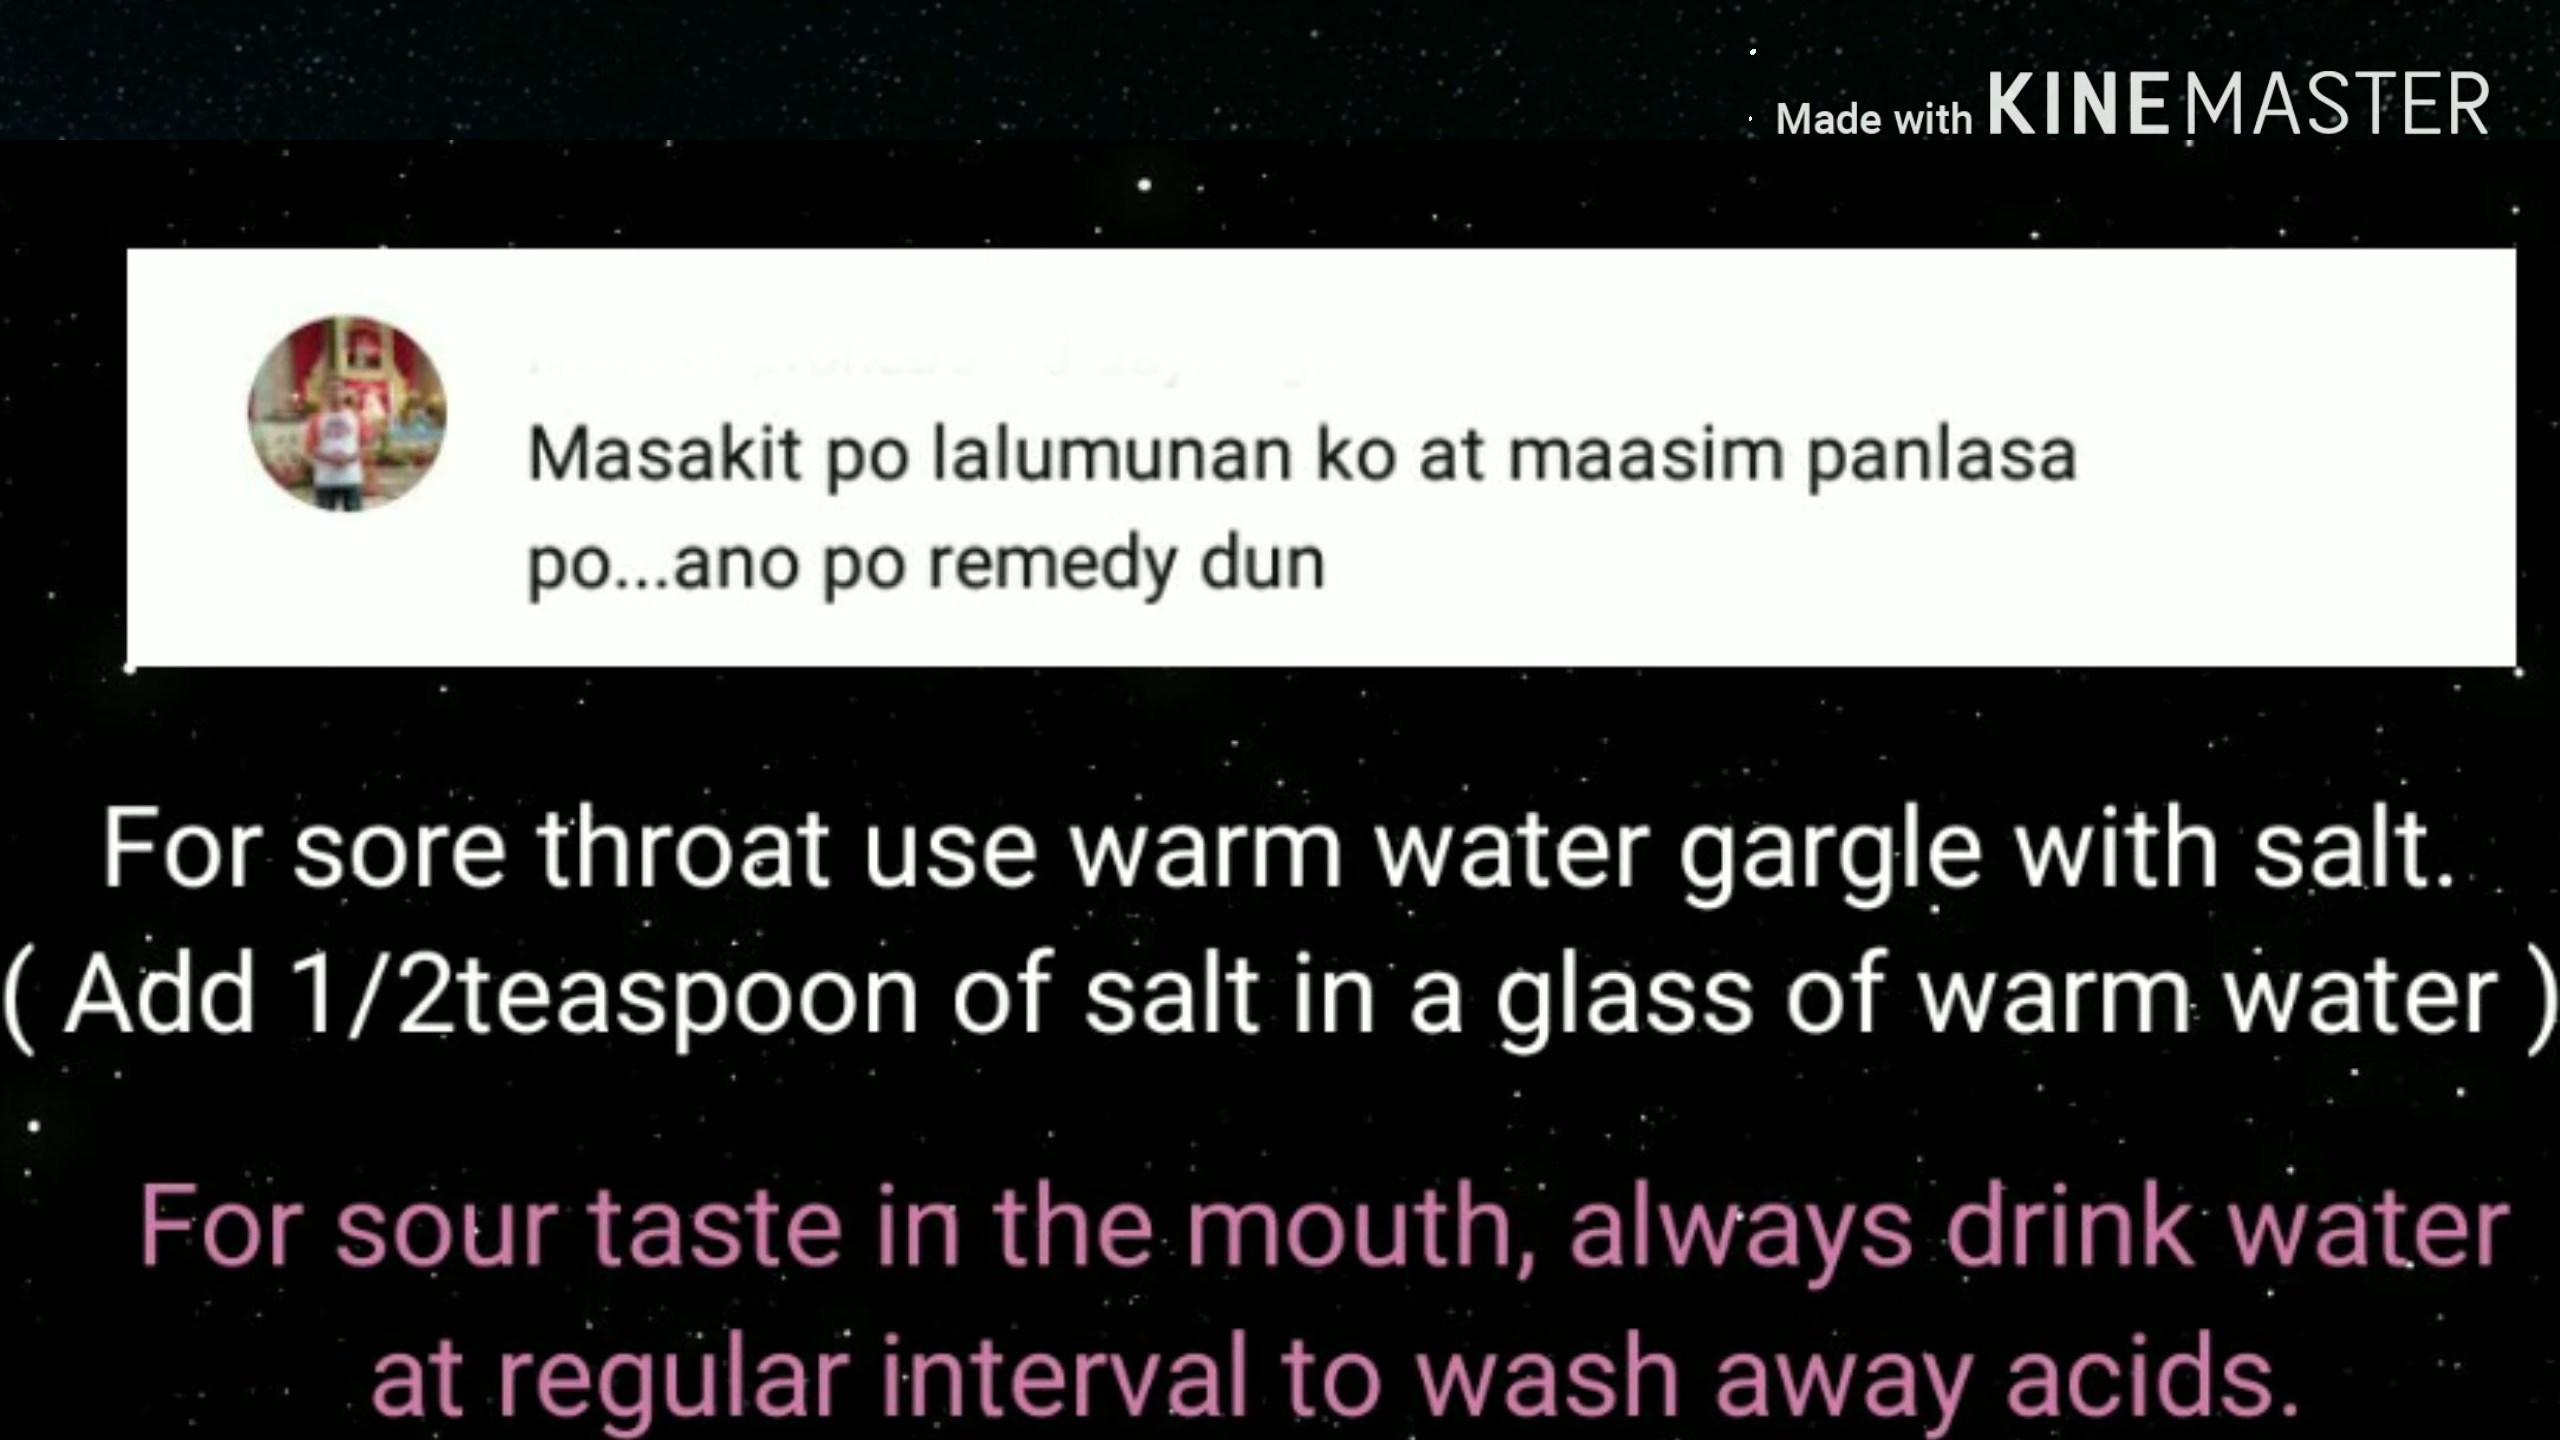 Made with KINEMASTER
Masakit po lalumunan ko at maasim panlasa
po...ano po remedy dun
For sore throat use warm water gargle with salt.
( Add 1/2teaspoon of salt in a glass of warm water )
For sour taste in the mouth, always drink water
at regular interval to wash away acids.